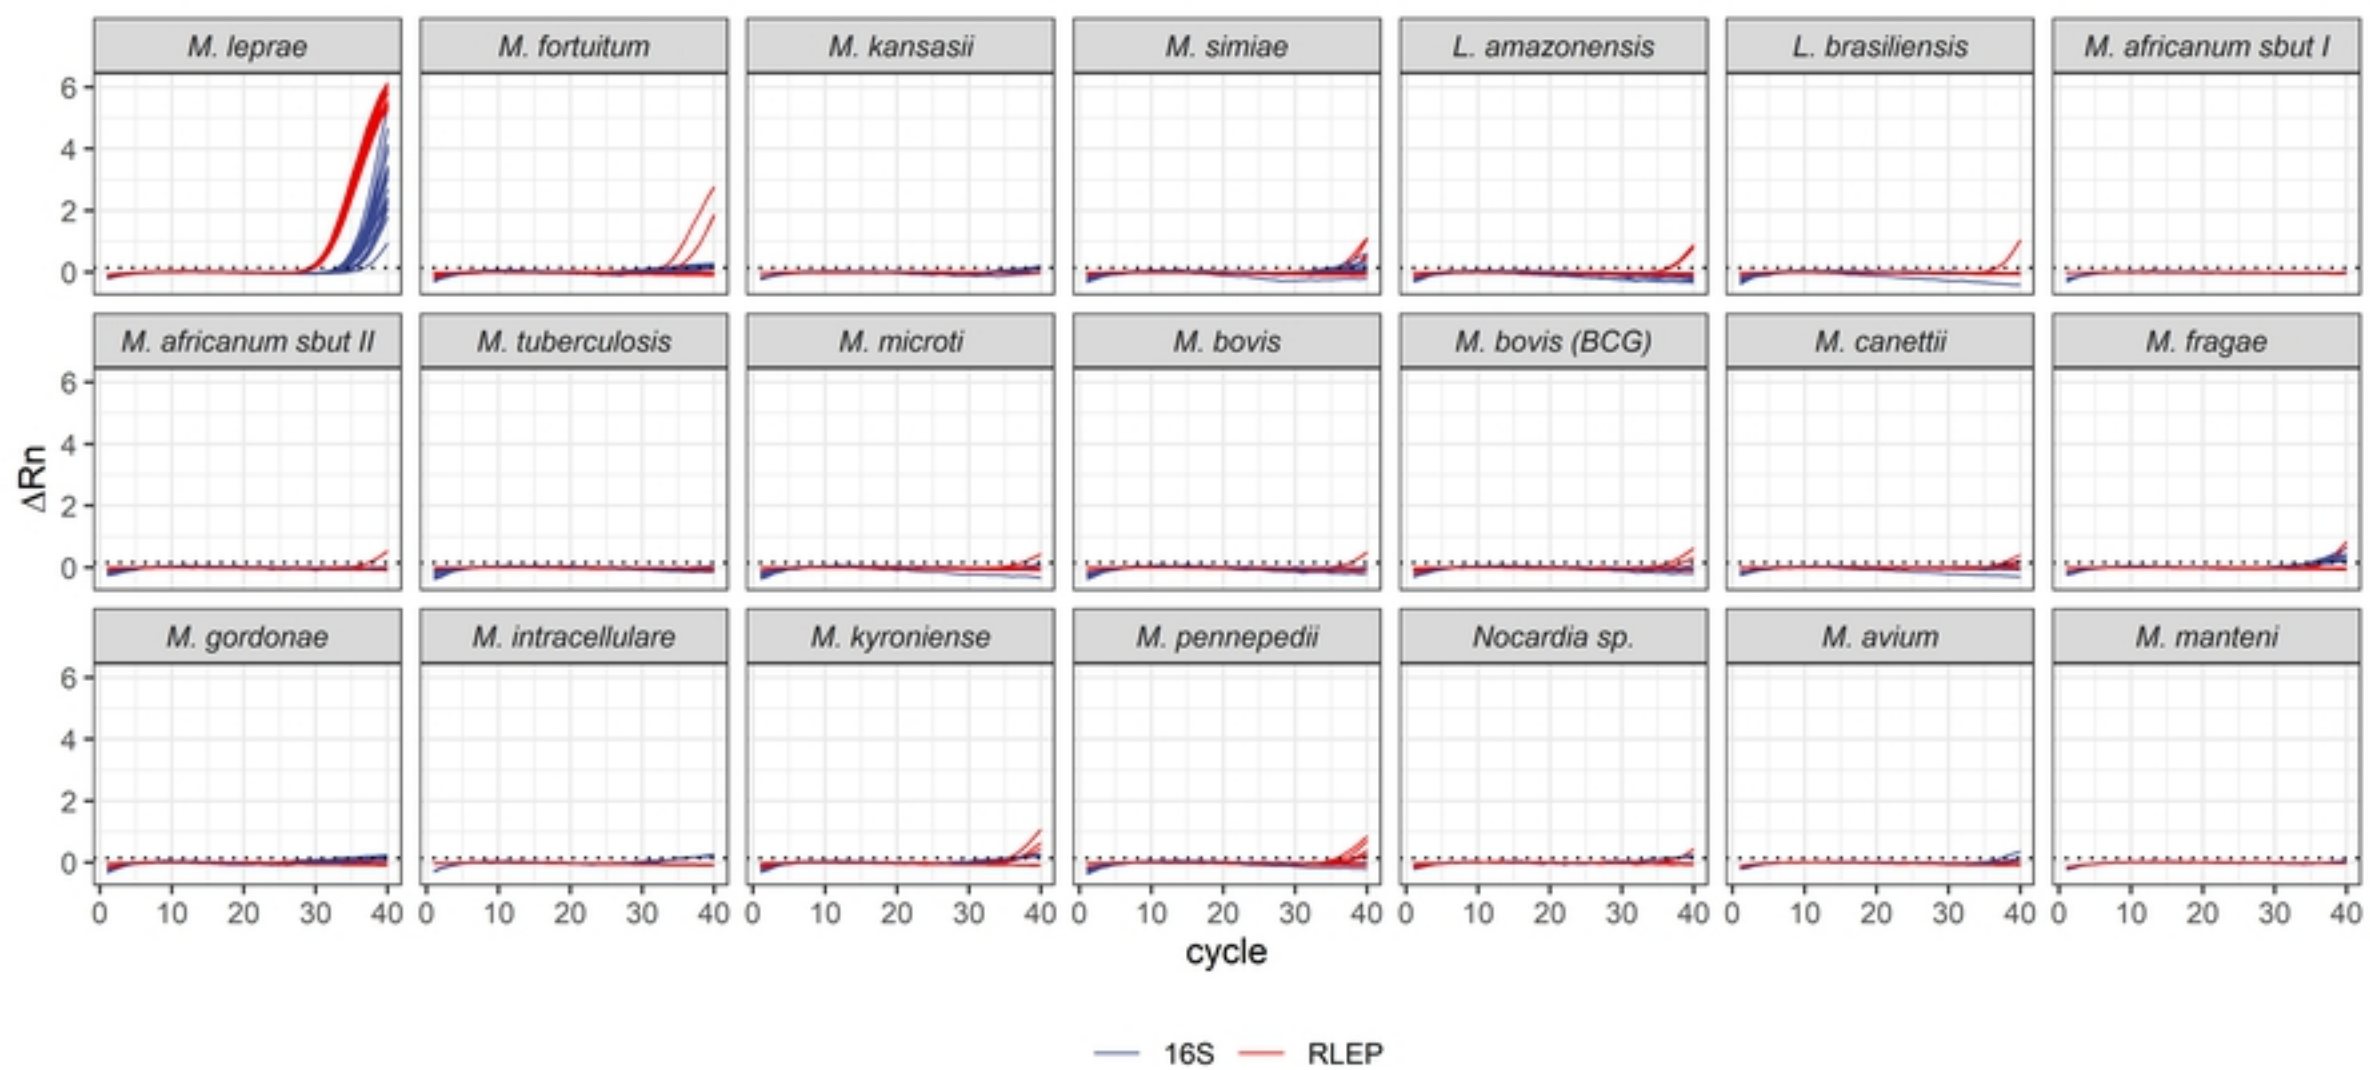 M. leprae M. fortuitum M. kansasii M. simiae L. amazonensis L. brasiliensis M. africanum sbut I
6
4
2
0
M. africanum sbut II M. tuberculosis M. microti M. bovis M. bovis (BCG) M. canettii M. fragae
6
4
2
0
ΔRn
M. gordonae M. intracellulare M. kyroniense M. pennepedii Nocardia sp. M. avium M. manteni
6
4
2
0
0 10 20 30 40 0 10 20 30 40 0 10 20 30 40 0 10 20 30 40 0 10 20 30 40 0 10 20 30 40 0 10 20 30 40
cycle
16S RLEP